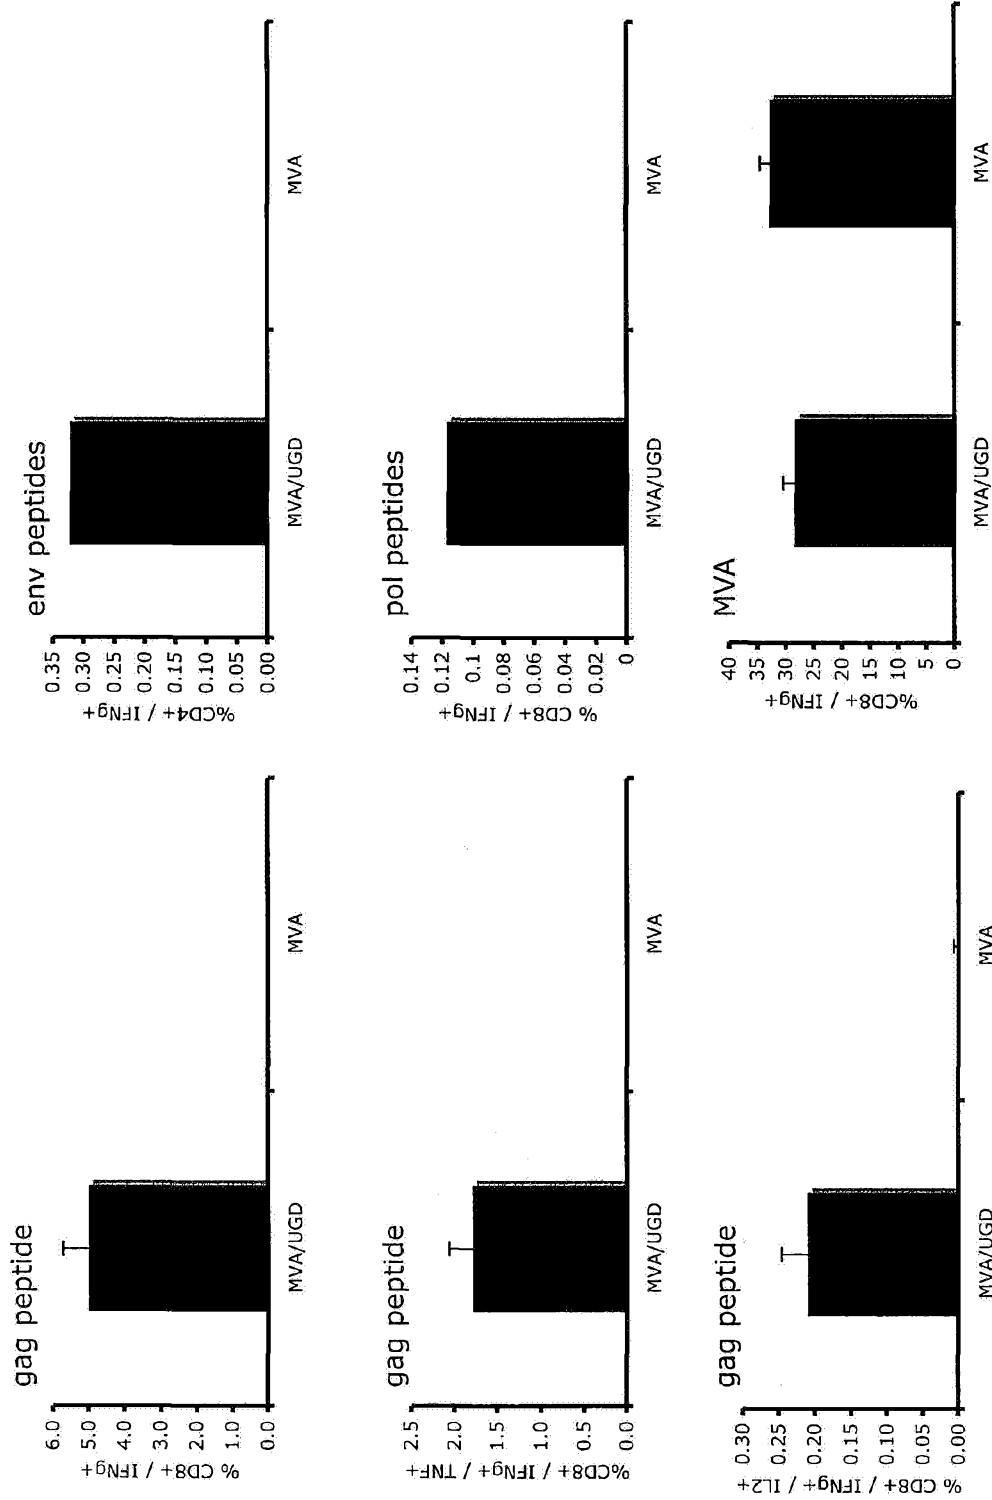 gag peptide
% CD8+ / IFNg+
6.0
5.0
4.0
3.0
2.0
1.0
0.0
MVA/UGD
MVA
env peptides
%CD4+ / IFNg+
0.35
0.30
0.25
0.20
0.15
0.10
0.05
0.00
MVA/UGD
MVA
gag peptide
%CD8+ / IFNg+ / TNF+
2.5
2.0
1.5
1.0
0.5
0.0
MVA/UGD
MVA
pol peptides
% CD8+ / IFNg+
0.14
0.12
0.1
0.08
0.06
0.04
0.02
0
MVA/UGD
MVA
gag peptide
% CD8+ / IFNg+ / IL2+
0.30
0.25
0.20
0.15
0.10
0.05
0.00
MVA/UGD
MVA
MVA
%CD8+ / IFNg+
40
35
30
25
20
15
10
5
0
MVA/UGD
MVA